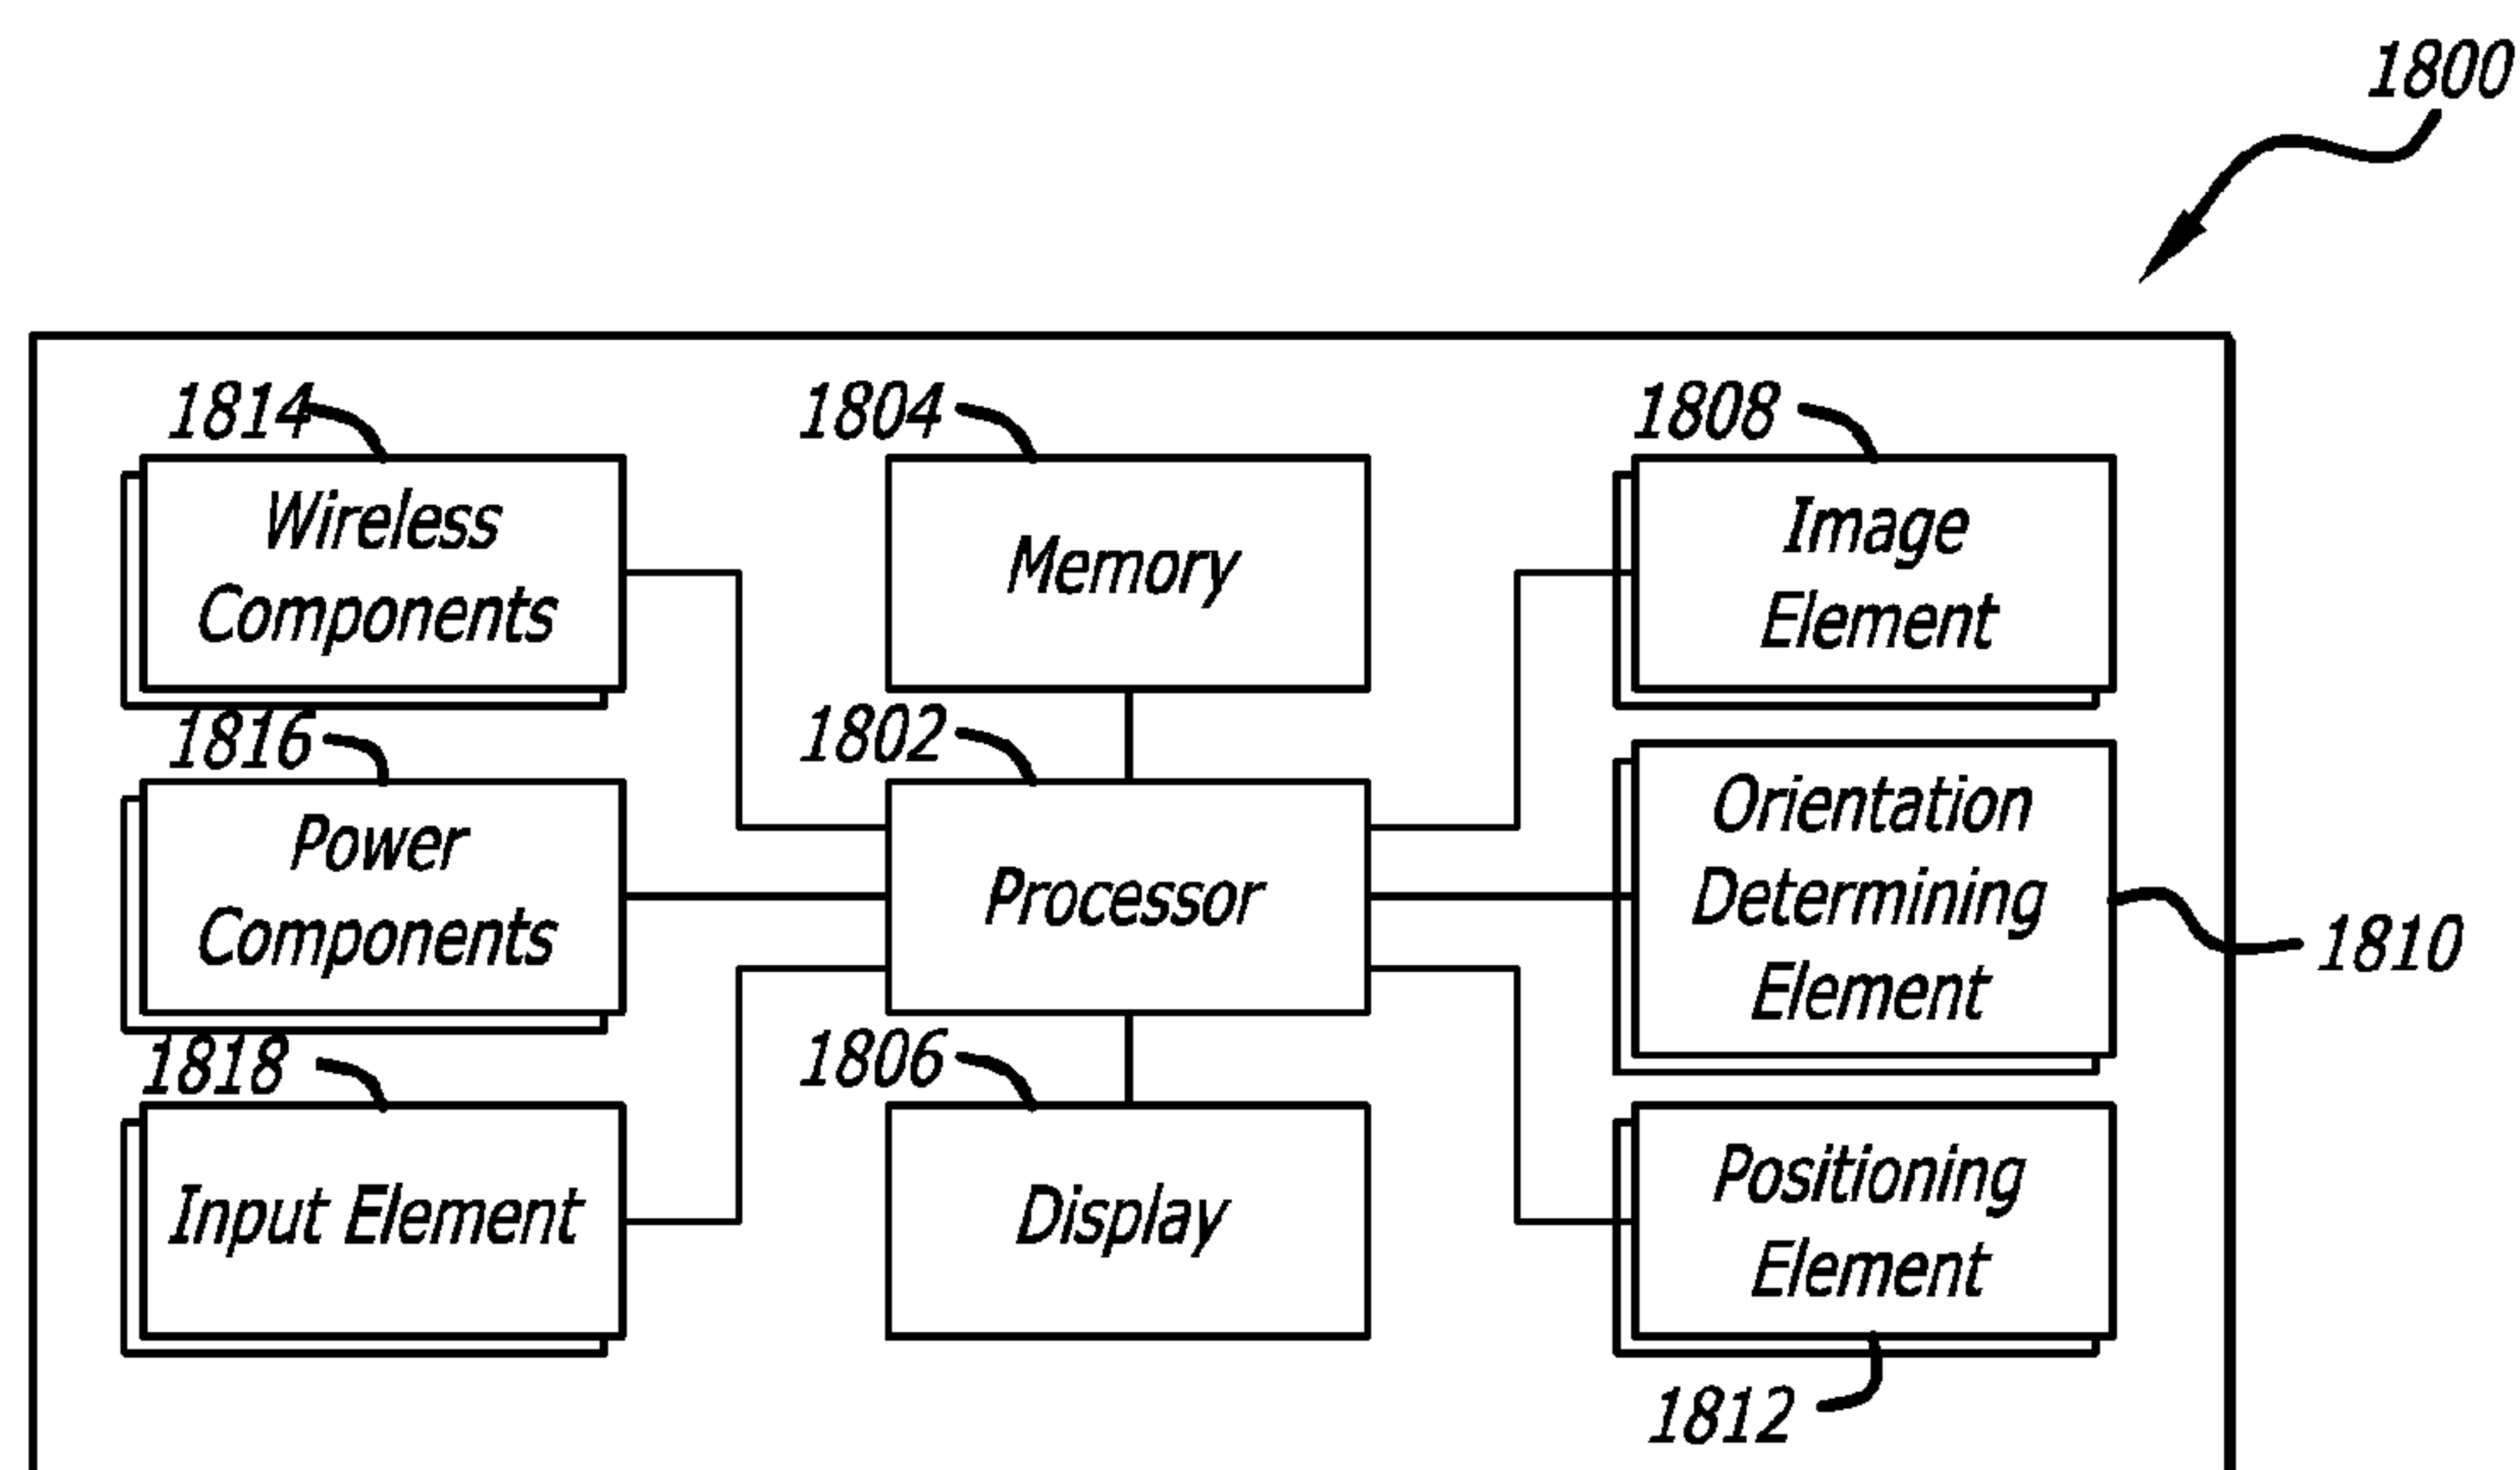 1800
1814
Wireless
Components
1804
Memory
1808
Image
Element
1816
Power
Components
1802
Processor
Orientation
Determining
Element
1810
1818
Input Element
1806
Display
Positioning
Element
1812